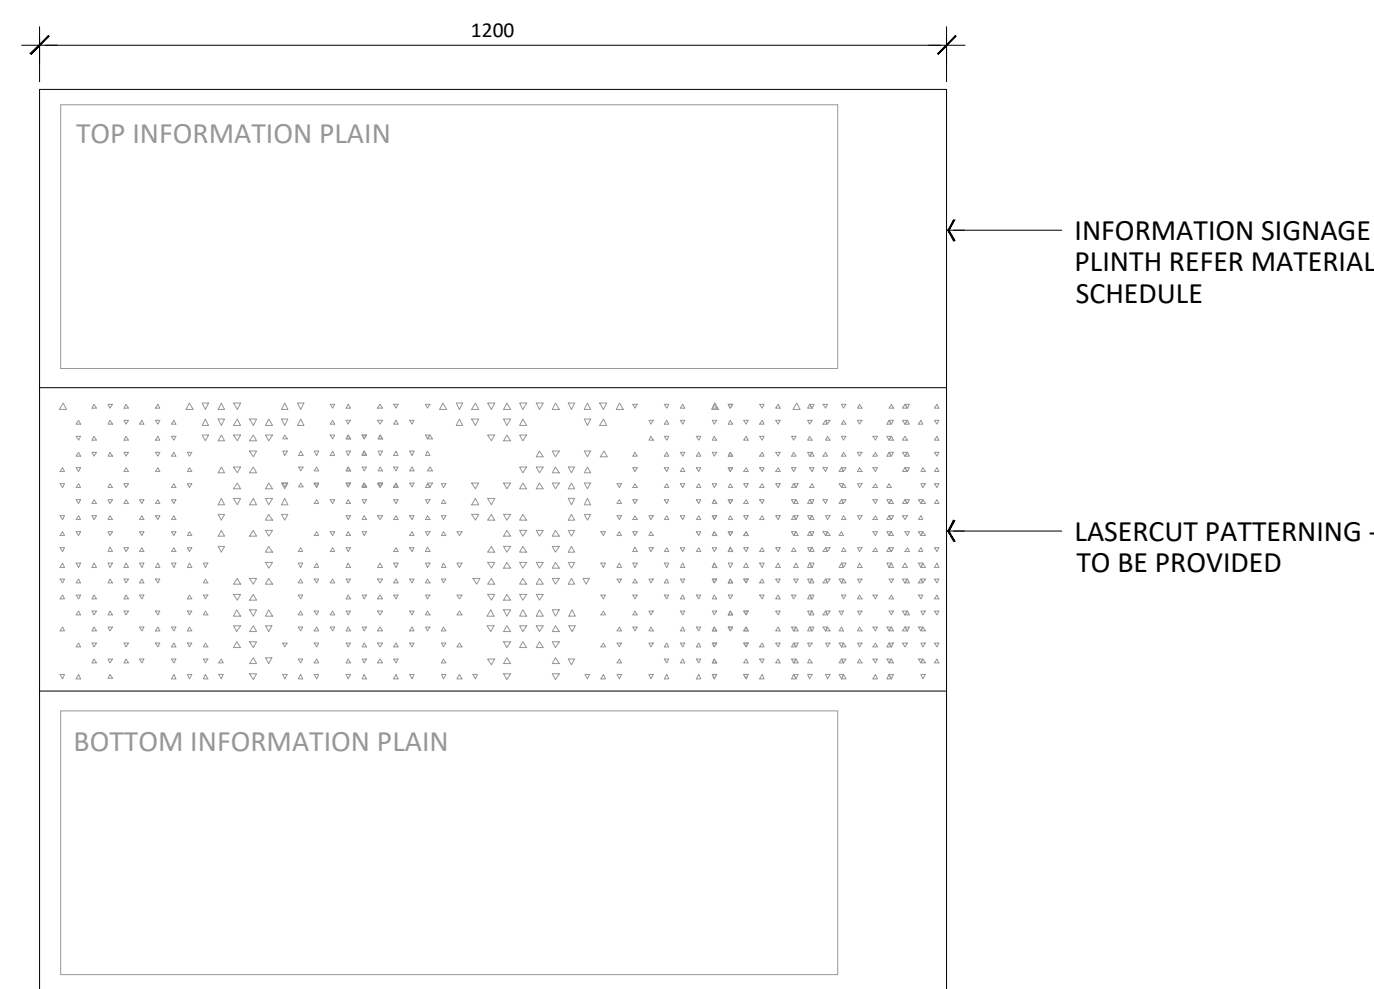 1200
TOP INFORMATION PLAIN
INFORMATION SIGNAGE
PLINTH REFER MATERIAL
SCHEDULE
LASERCUT PATTERNING -
TO BE PROVIDED
BOTTOM INFORMATION PLAIN